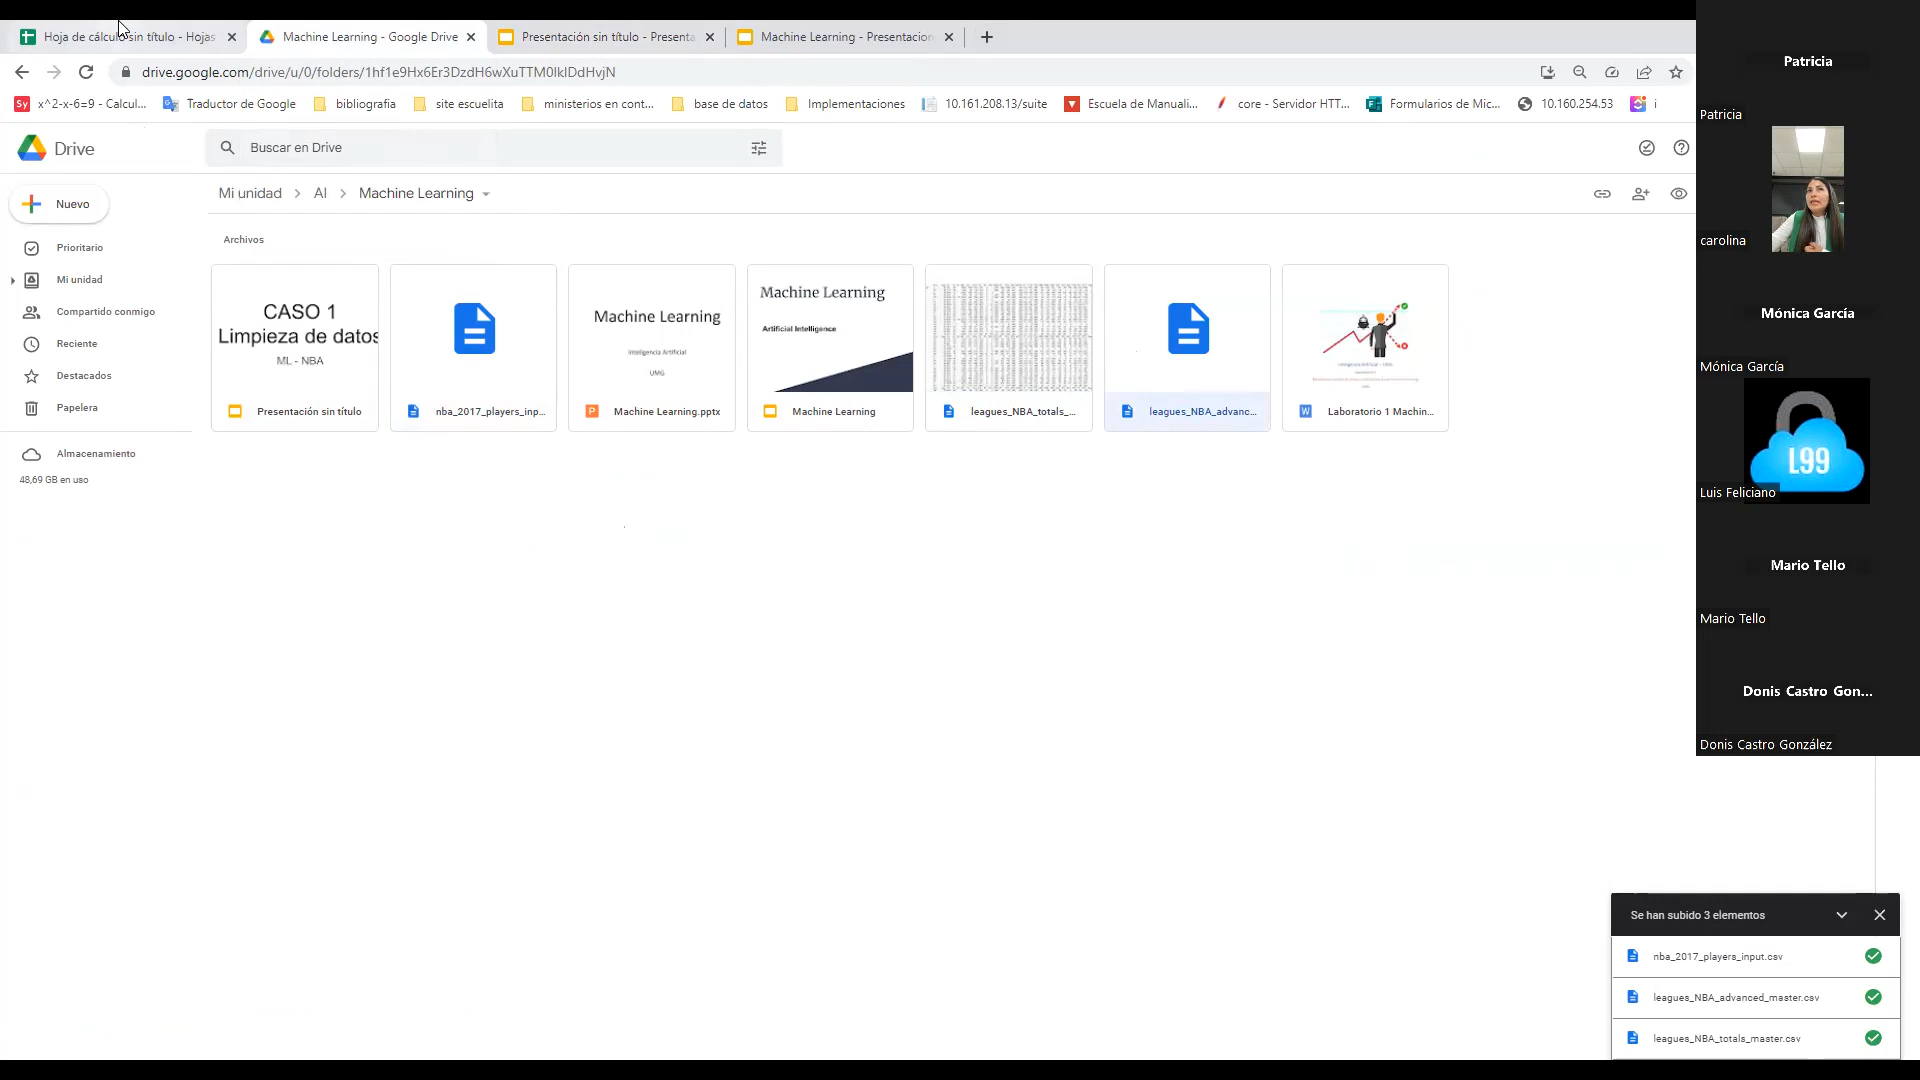 Hoja de cálculo sin título - Hojas
Machine Learning - Google Drive
Presentación sin título - Presenta
Machine Learning - Presentacion
drive.google.com/drive/u/0/folders/1hf1e9Hx6Er3DzdH6wXuTTM0IklDdHvjN
Sy x^2-x-6=9 - Calcul...
Traductor de Google
bibliografia
site escuelita
ministerios en cont...
base de datos
Implementaciones
10.161.208.13/suite
Escuela de Manuali...
core - Servidor HTT...
Formularios de Mic...
10.160.254.53
i
Drive
Buscar en Drive
Nuevo
Mi unidad > AI > Machine Learning
Prioritario
Mi unidad
Compartido conmigo
Reciente
Destacados
Papelera
Almacenamiento
48,69 GB en uso
Archivos
CASO 1
Limpieza de datos
ML - NBA
Presentación sin título
nba_2017_players_inp...
Machine Learning
Inteligencia Artificial
UMG
Machine Learning.pptx
Machine Learning
Artificial Intelligence
Machine Learning
leagues_NBA_totals_...
leagues_NBA_advanc...
Laboratorio 1 Machin...
Patricia
Patricia
carolina
Mónica García
Mónica García
L99
Luis Feliciano
Mario Tello
Mario Tello
Donis Castro Gon...
Donis Castro González
Se han subido 3 elementos
nba_2017_players_input.csv
leagues_NBA_advanced_master.csv
leagues_NBA_totals_master.csv